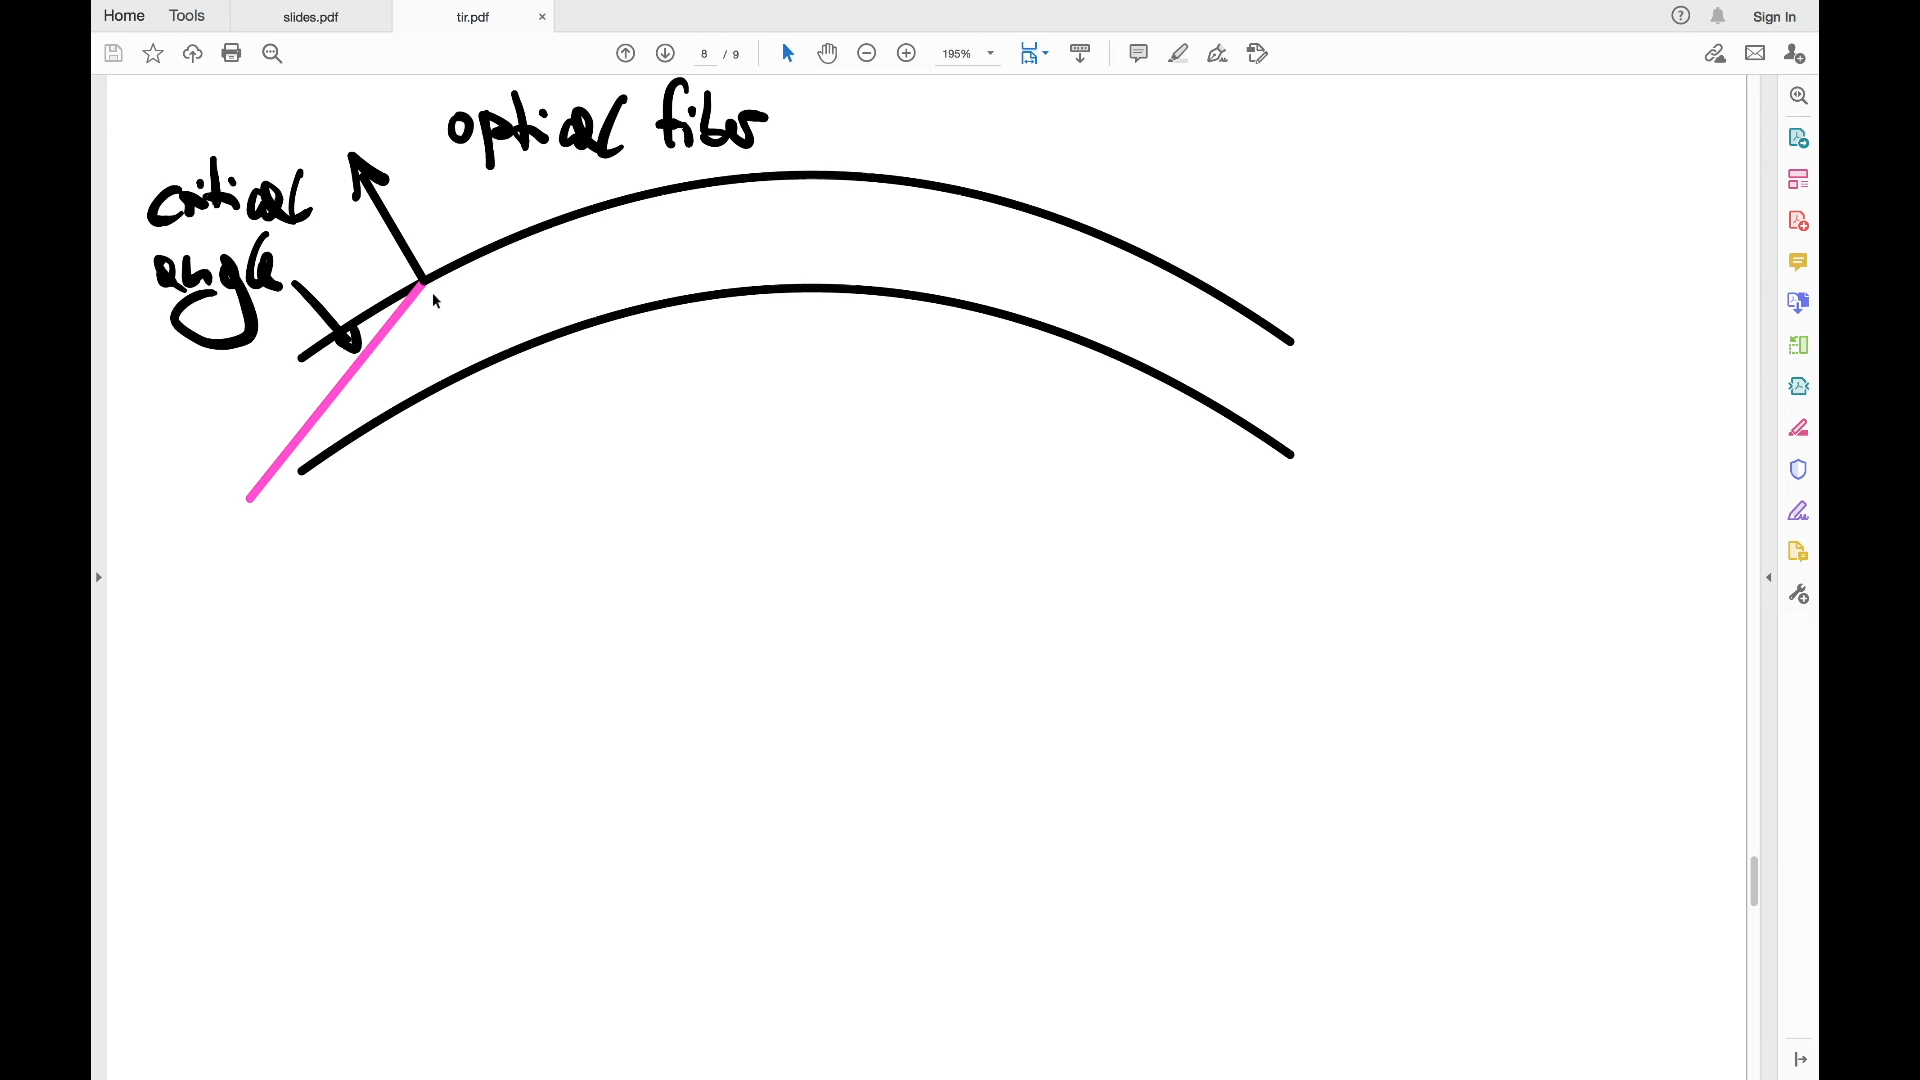 Home Tools slides.pdf tir.pdf × Sign In
8 / 9 195%
optical fiber
critical
angle